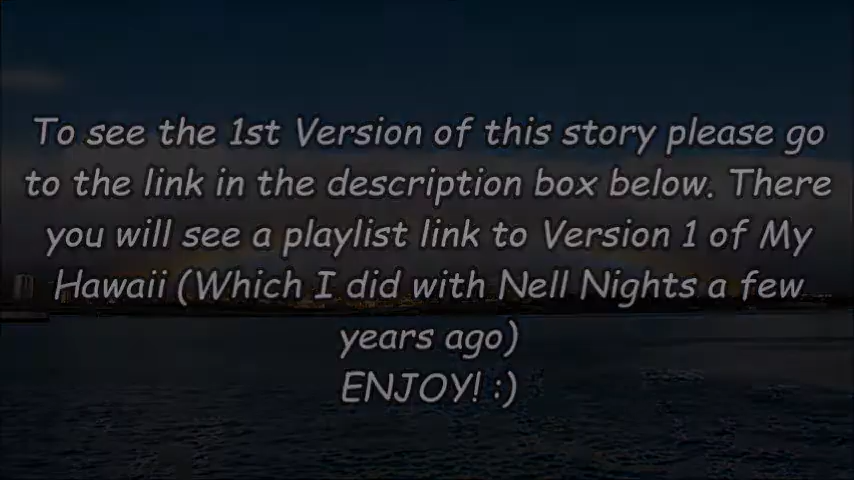 To see the 1st Version of this story please go
to the link in the description box below. There
you will see a playlist link to Version 1 of My
Hawaii (Which I did with Nell Nights a few
years ago)
ENJOY! :)